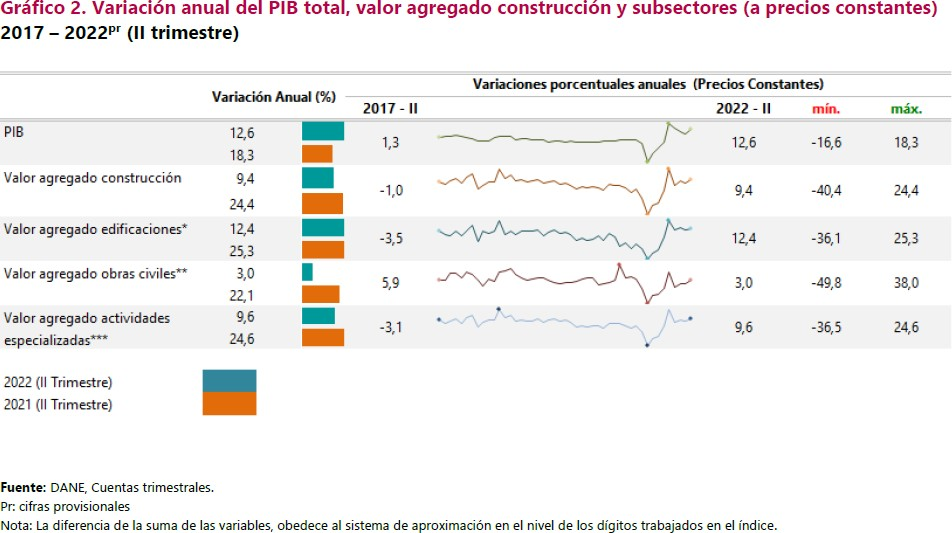 Gráfico 2. Variación anual del PIB total, valor agregado construcción y subsectores (a precios constantes)
2017 – 2022pr (II trimestre)
Variación Anual (%)
Variaciones porcentuales anuales (Precios Constantes)
2017 - II 2022 - II mín. máx.
PIB 12,6 18,3 1,3 12,6 -16,6 18,3
Valor agregado construcción 9,4 24,4 -1,0 9,4 -40,4 24,4
Valor agregado edificaciones* 12,4 25,3 -3,5 12,4 -36,1 25,3
Valor agregado obras civiles** 3,0 22,1 5,9 3,0 -49,8 38,0
Valor agregado actividades
especializadas*** 9,6 24,6 -3,1 9,6 -36,5 24,6
2022 (II Trimestre)
2021 (II Trimestre)
Fuente: DANE, Cuentas trimestrales.
Pr: cifras provisionales
Nota: La diferencia de la suma de las variables, obedece al sistema de aproximación en el nivel de los dígitos trabajados en el índice.